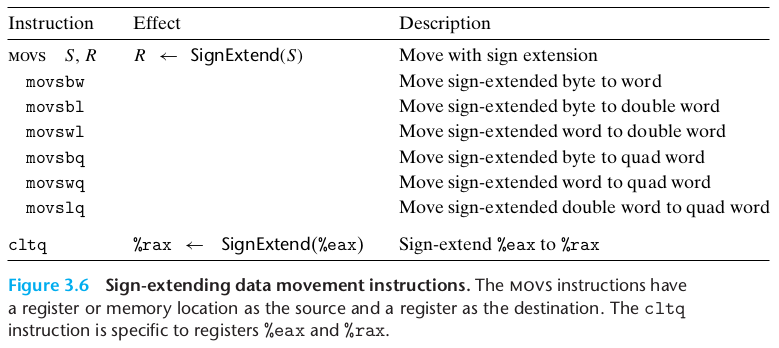 Instruction Effect Description
MOVS S, R R ← SignExtend(S) Move with sign extension
movsbw Move sign-extended byte to word
movsbl Move sign-extended byte to double word
movswl Move sign-extended word to double word
movsbq Move sign-extended byte to quad word
movswq Move sign-extended word to quad word
movslq Move sign-extended double word to quad word
cltq %rax ← SignExtend(%eax) Sign-extend %eax to %rax
Figure 3.6 Sign-extending data movement instructions. The MOVS instructions have
a register or memory location as the source and a register as the destination. The cltq
instruction is specific to registers %eax and %rax.